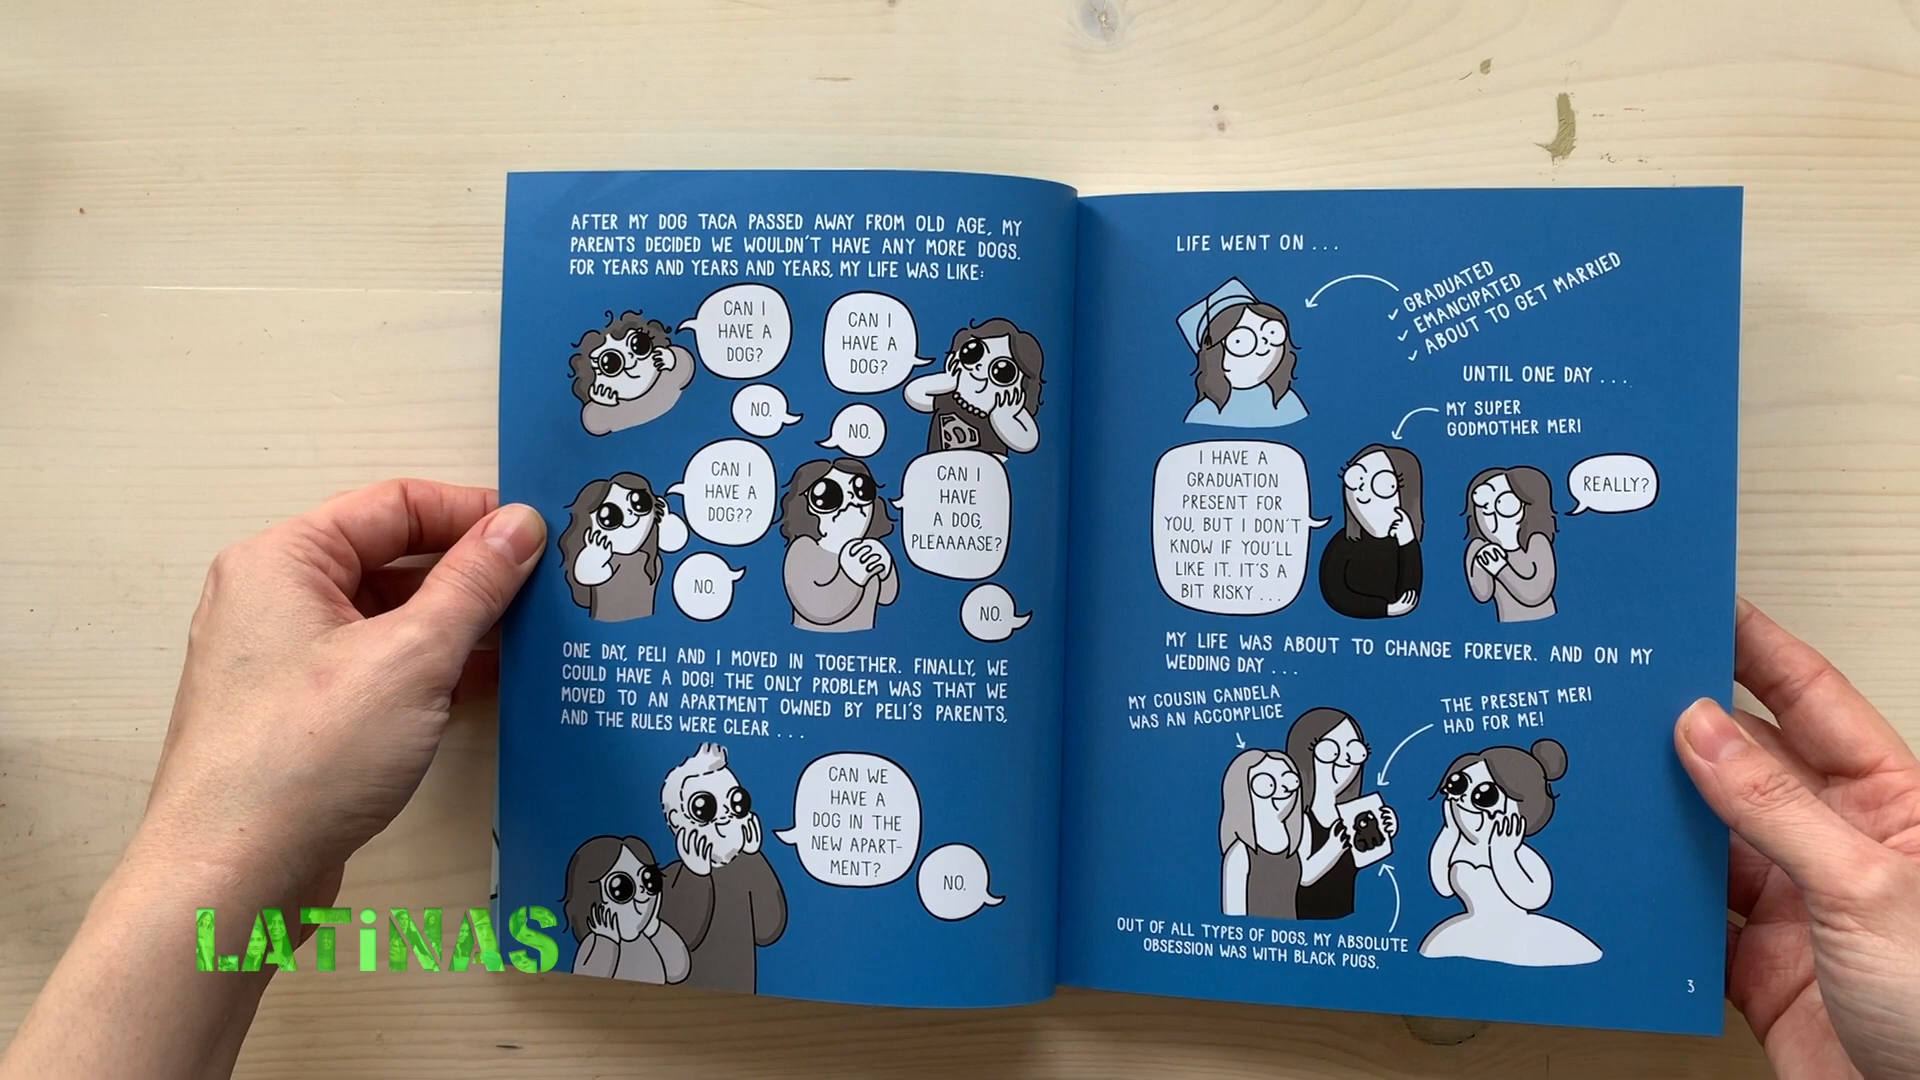 AFTER MY DOG TACA PASSED AWAY FROM OLD AGE, MY
PARENTS DECIDED WE WOULDN'T HAVE ANY MORE DOGS.
FOR YEARS AND YEARS AND YEARS, MY LIFE WAS LIKE:
CAN I
HAVE A
DOG?
NO.
CAN I
HAVE A
DOG?
NO.
CAN I
HAVE A
DOG??
NO.
CAN I
HAVE
A DOG,
PLEAAAASE?
NO.
ONE DAY, PELI AND I MOVED IN TOGETHER. FINALLY, WE
COULD HAVE A DOG! THE ONLY PROBLEM WAS THAT WE
MOVED TO AN APARTMENT OWNED BY PELI'S PARENTS,
AND THE RULES WERE CLEAR ...
CAN WE
HAVE A
DOG IN THE
NEW APART-
MENT?
NO.
LIFE WENT ON ...
✓ GRADUATED
✓ EMANCIPATED
✓ ABOUT TO GET MARRIED
UNTIL ONE DAY ...
MY SUPER
GODMOTHER MERI
I HAVE A
GRADUATION
PRESENT FOR
YOU, BUT I DON'T
KNOW IF YOU'LL
LIKE IT. IT'S A
BIT RISKY ...
REALLY?
MY LIFE WAS ABOUT TO CHANGE FOREVER. AND ON MY
WEDDING DAY ...
MY COUSIN CANDELA
WAS AN ACCOMPLICE
THE PRESENT MERI
HAD FOR ME!
OUT OF ALL TYPES OF DOGS, MY ABSOLUTE
OBSESSION WAS WITH BLACK PUGS.
3
LATiNAS